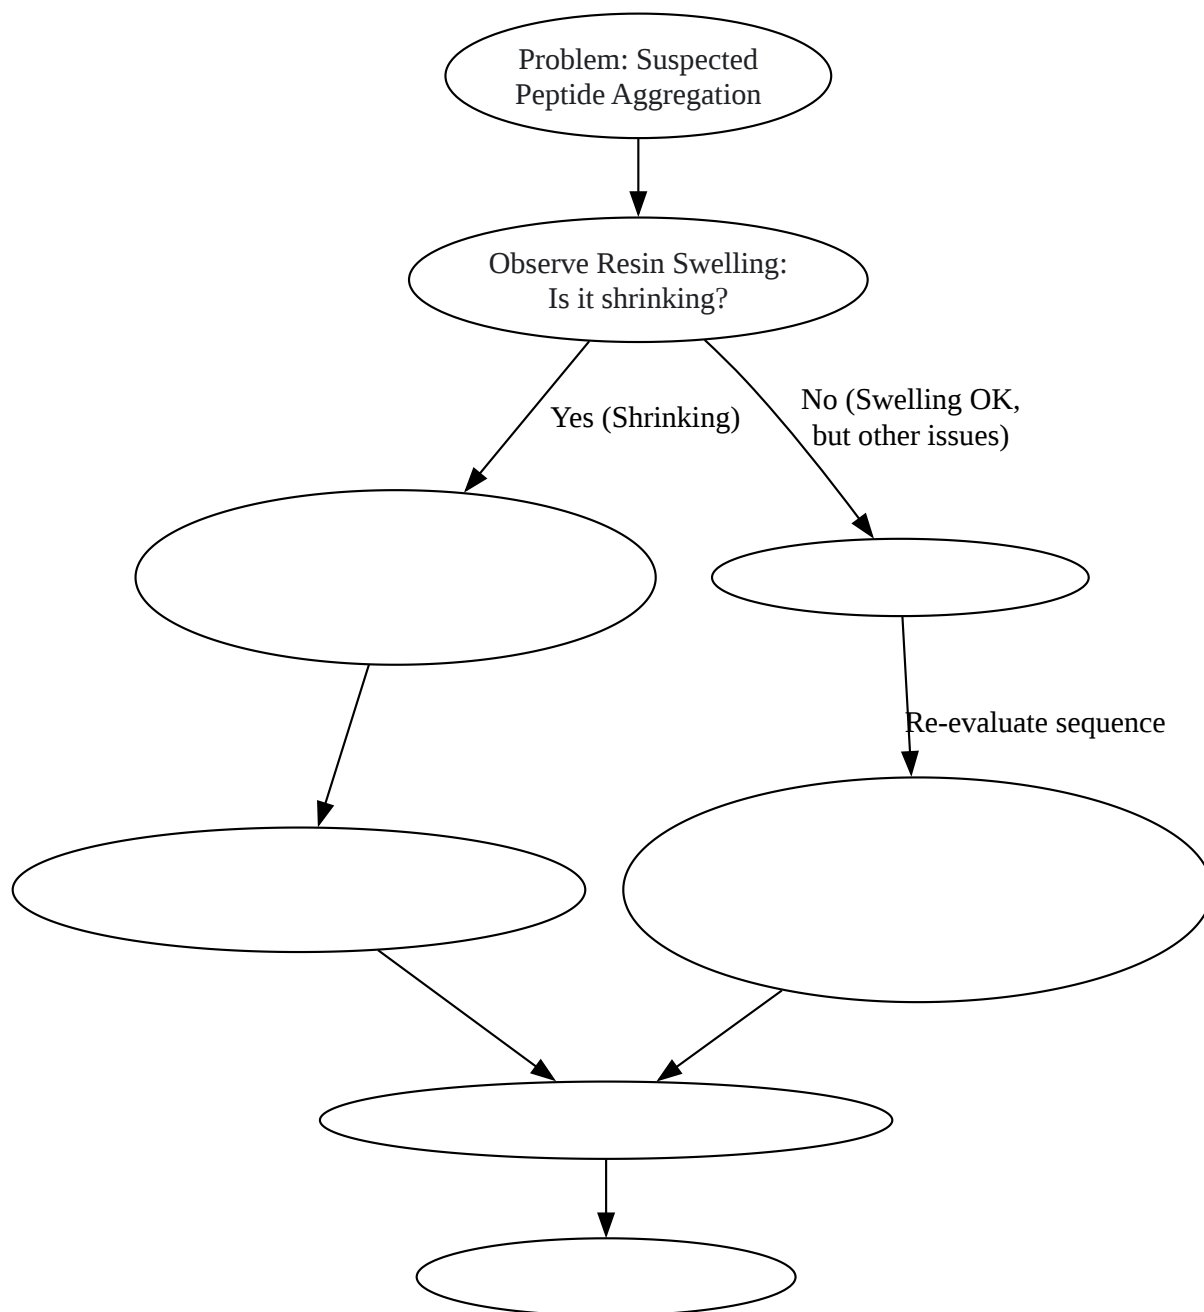 Problem: Suspected
Peptide Aggregation
Observe Resin Swelling:
Is it shrinking?
Yes (Shrinking)
No (Swelling OK,
but other issues)
Re-evaluate sequence